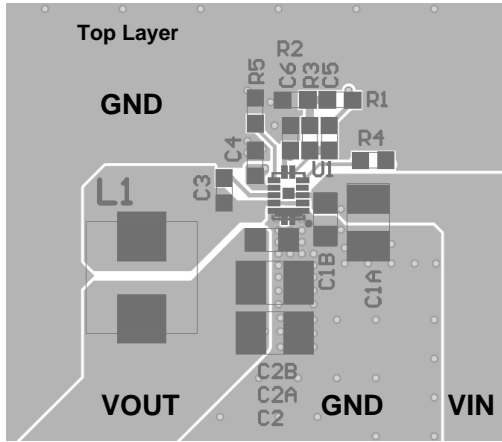 Top Layer
GND
R5
R2
C6
R3
C5
R1
C4
U1
R4
C3
L1
C1B
C1A
C2B
C2A
C2
VOUT
GND
VIN